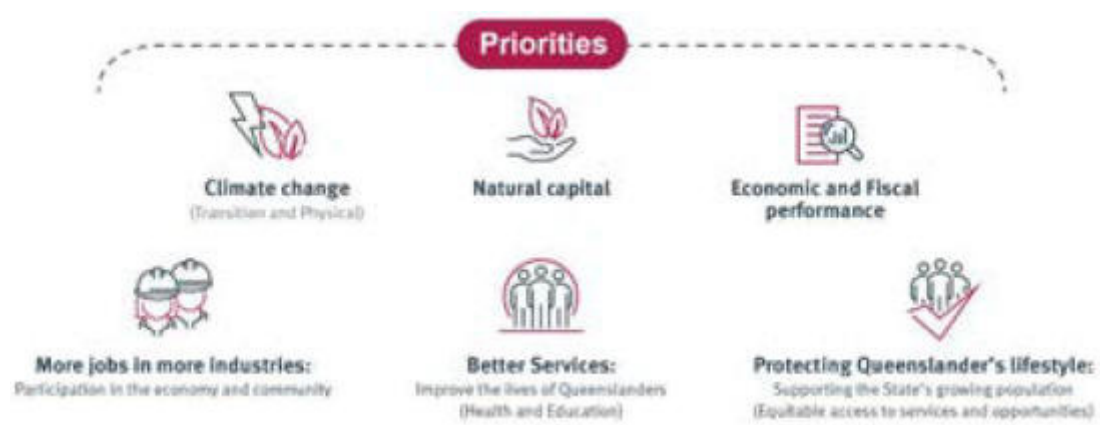 Priorities
Climate change
(Transition and Physical)
Natural capital
Economic and Fiscal
performance
More jobs in more industries:
Participation in the economy and community
Better Services:
Improve the lives of Queenslanders
(Health and Education)
Protecting Queenslander's lifestyle:
Supporting the State's growing population
(Equitable access to services and opportunities)